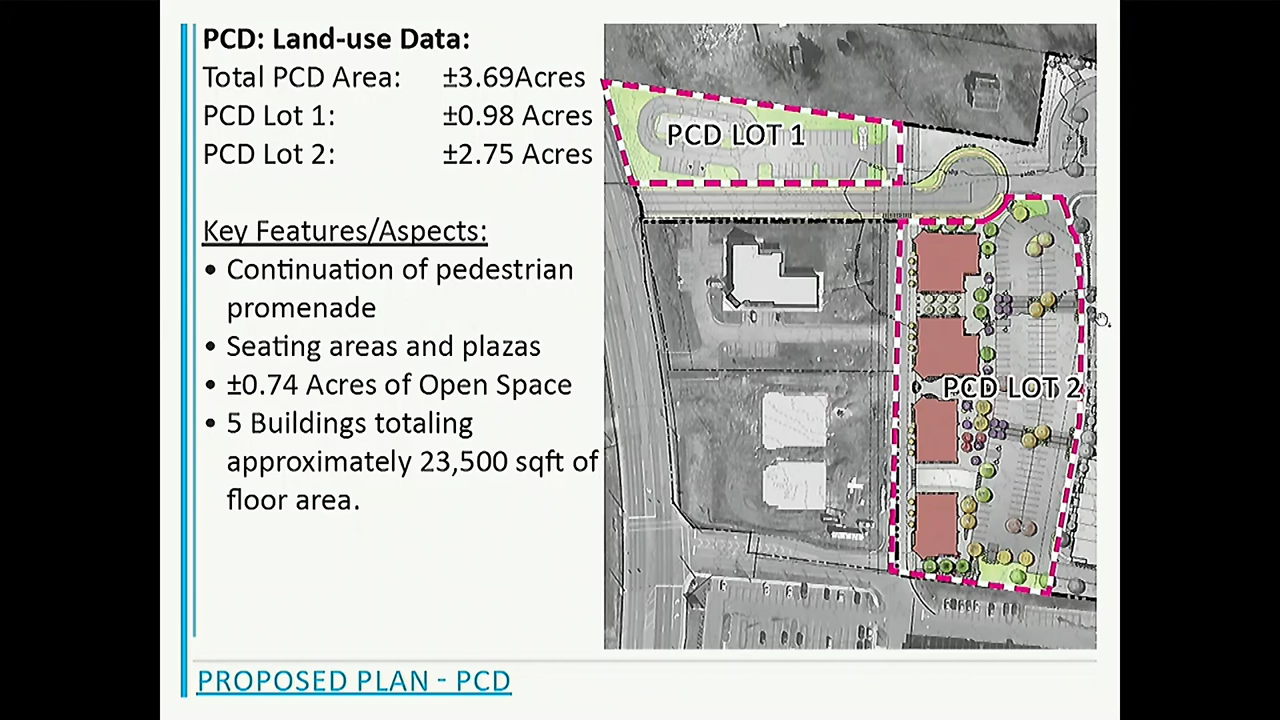 PCD: Land-use Data:
Total PCD Area: ±3.69Acres
PCD Lot 1: ±0.98 Acres
PCD Lot 2: ±2.75 Acres
Key Features/Aspects:
• Continuation of pedestrian
promenade
• Seating areas and plazas
• ±0.74 Acres of Open Space
• 5 Buildings totaling
approximately 23,500 sqft of
floor area.
PCD LOT 1
PCD LOT 2
PROPOSED PLAN - PCD